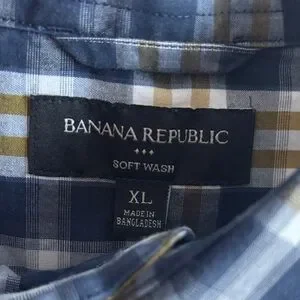 BANANA REPUBLIC
SOFT WASH
XL
MADE IN
BANGLADESH